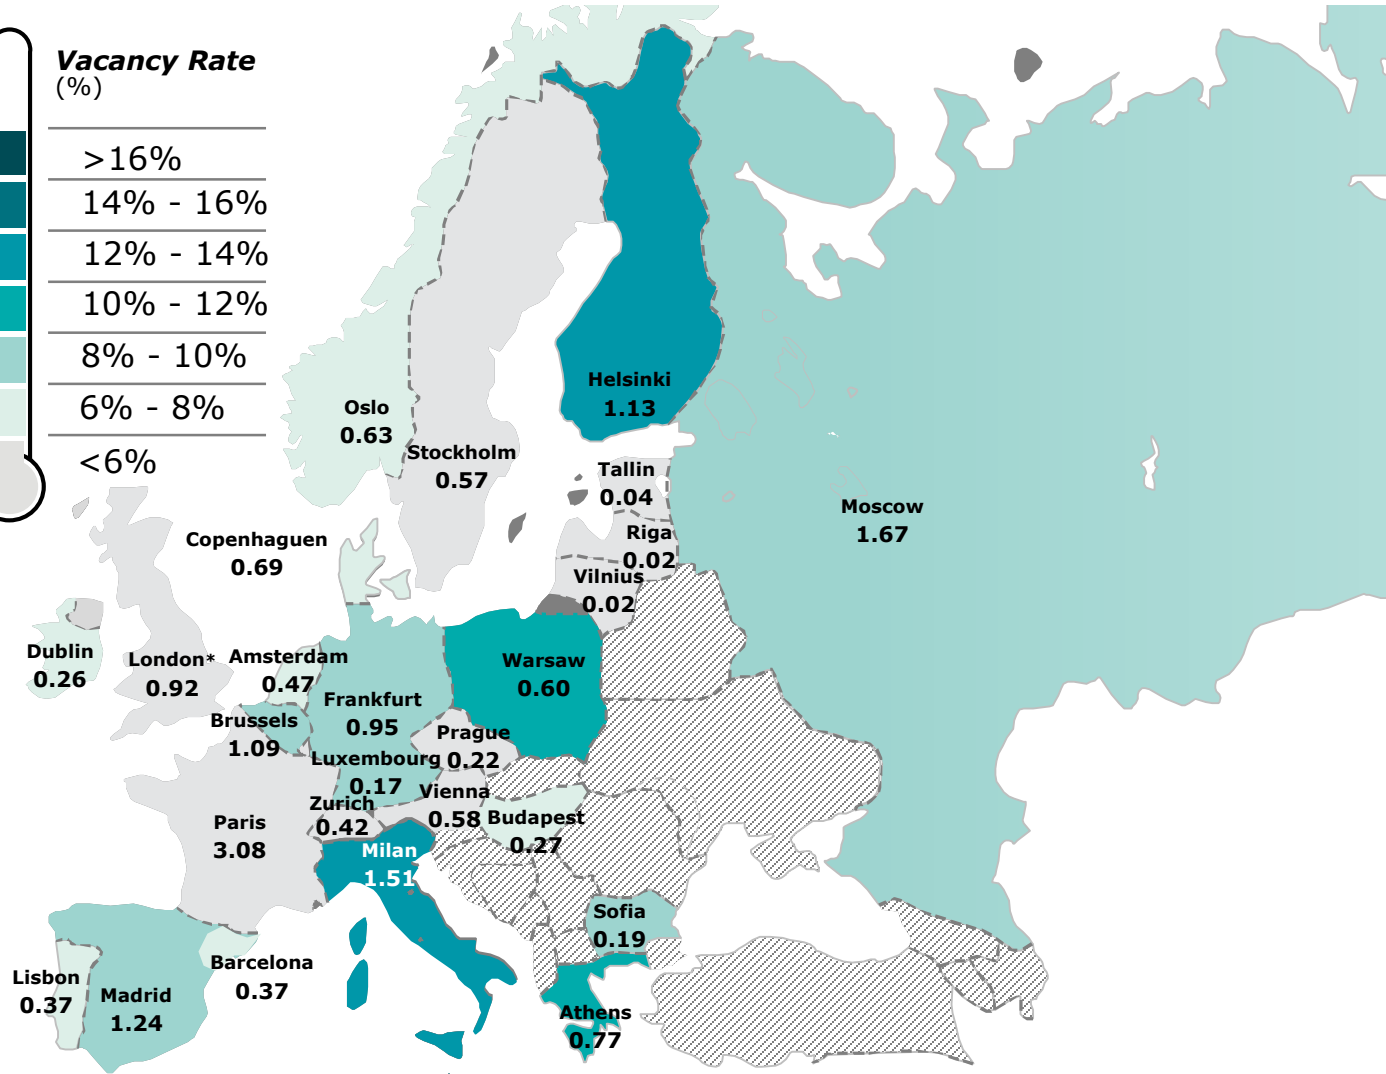 Vacancy Rate
(%)
>16%
14% - 16%
12% - 14%
10% - 12%
8% - 10%
6% - 8%
<6%
Helsinki
1.13
Oslo
0.63
Stockholm
0.57
Tallin
0.04
Moscow
1.67
Riga
0.02
Copenhaguen
0.69
Vilnius
0.02
Dublin
0.26
London*
0.92
Amsterdam
0.47
Warsaw
0.60
Frankfurt
0.95
Brussels
1.09
Prague
0.22
Luxembourg
0.17
Vienna
0.58
Zurich
0.42
Budapest
0.27
Paris
3.08
Milan
1.51
Sofia
0.19
Barcelona
0.37
Lisbon
0.37
Madrid
1.24
Athens
0.77